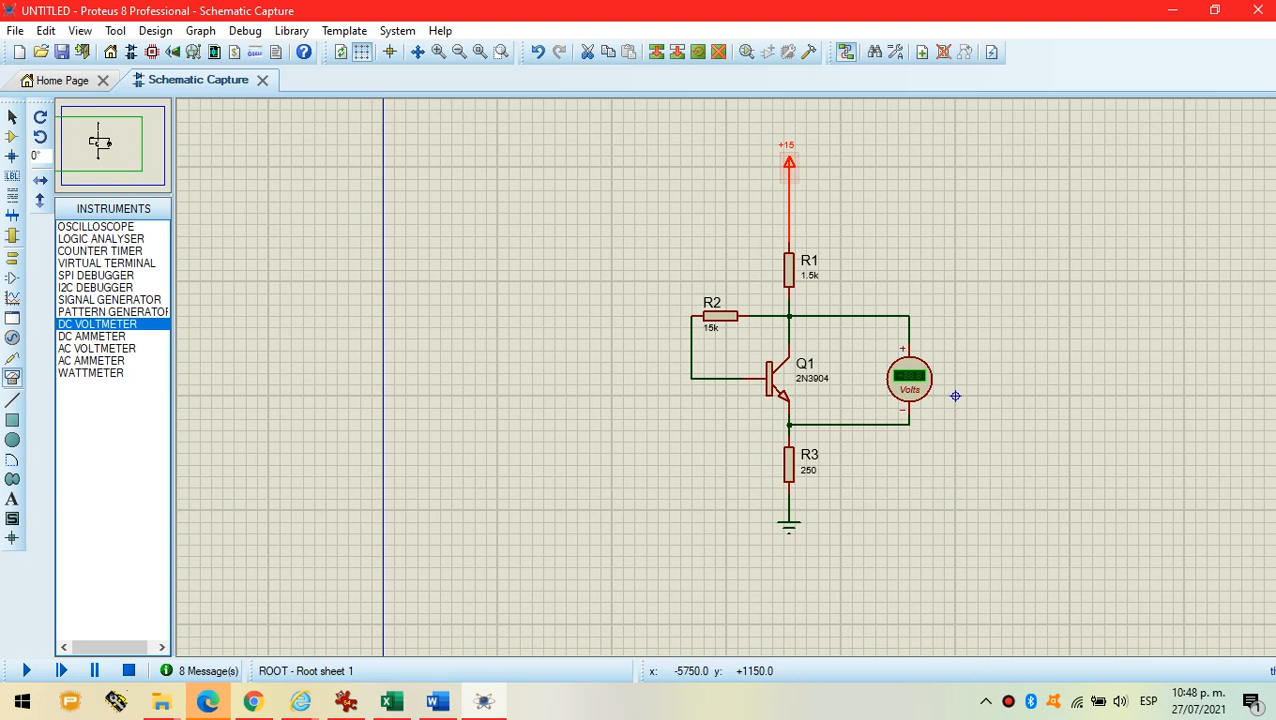 UNTITLED - Proteus 8 Professional - Schematic Capture
File Edit View Tool Design Graph Debug Library Template System Help
Home Page Schematic Capture
0°
LBL
INSTRUMENTS
OSCILLOSCOPE
LOGIC ANALYSER
COUNTER TIMER
VIRTUAL TERMINAL
SPI DEBUGGER
I2C DEBUGGER
SIGNAL GENERATOR
PATTERN GENERATOR
DC VOLTMETER
DC AMMETER
AC VOLTMETER
AC AMMETER
WATTMETER
+15
R1
1.5k
R2
15k
Q1
2N3904
+
Volts
−
R3
250
A
S
8 Message(s) ROOT - Root sheet 1 x: -5750.0 y: +1150.0 th
ESP 10:48 p. m.
27/07/2021
1